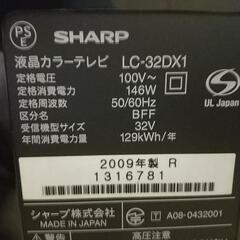 PS
E
SHARP
液晶カラーテレビ LC-32DX1
定格電圧 100V~
定格消費電力 146W
定格周波数 50/60Hz
区分名 BFF
受信機型サイズ 32V
年間消費電力量 129kWh/年
UL Japan
2009年製 R
1316781
シャープ株式会社
A08-0432001
高圧注意